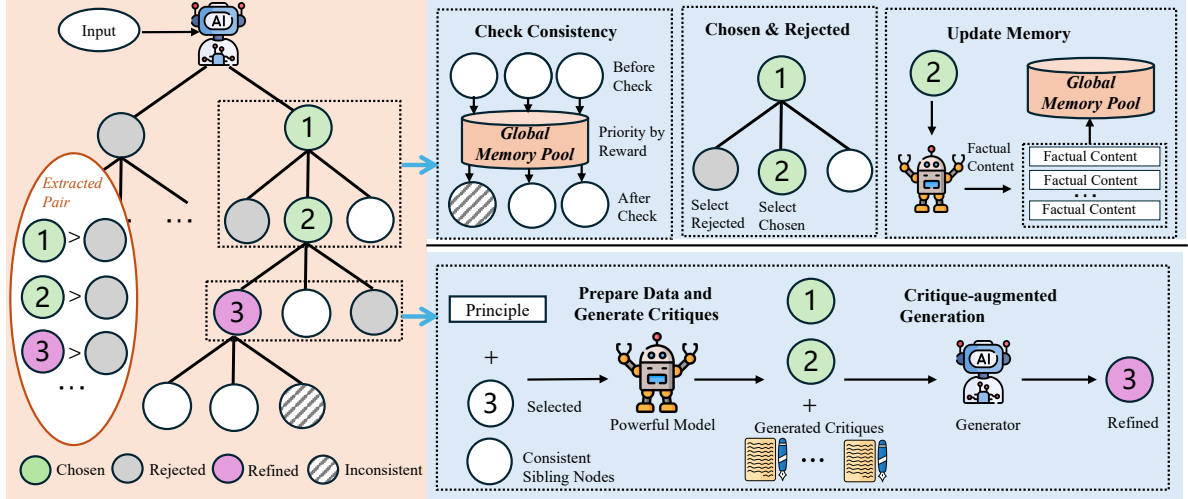 Input
AI
1
2
3
...
Extracted
Pair
1 >
2 >
3 >
...
Chosen
Rejected
Refined
Inconsistent
Check Consistency
Before
Check
Global
Memory Pool
Priority by
Reward
After
Check
Chosen & Rejected
1
2
Select
Rejected
Select
Chosen
Update Memory
2
Factual
Content
Global
Memory Pool
Factual Content
Factual Content
...
Factual Content
Principle
+
3
Selected
Consistent
Sibling Nodes
Prepare Data and
Generate Critiques
Powerful Model
1
2
+
Generated Critiques
...
Critique-augmented
Generation
AI
Generator
3
Refined